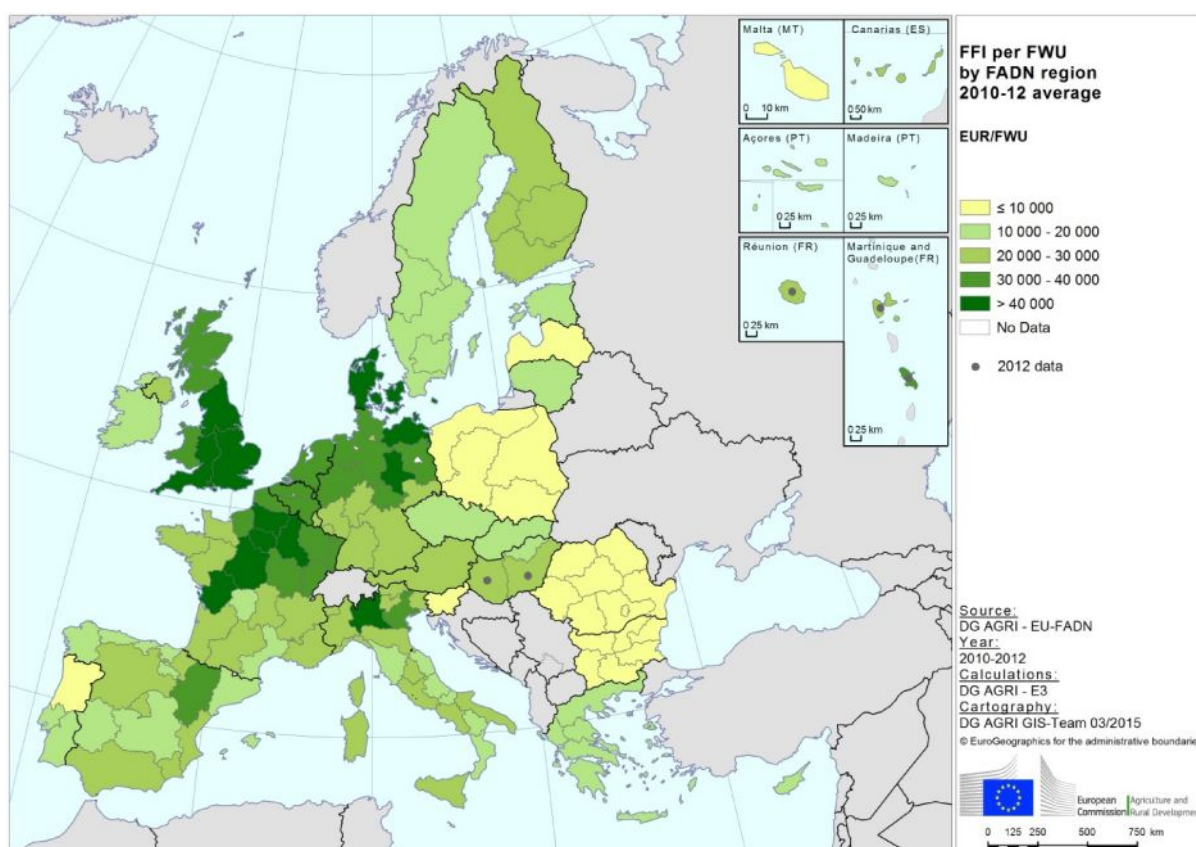 Malta (MT)
0 10 km
Canarias (ES)
0 50 km
Açores (PT)
0 25 km
Madeira (PT)
0 25 km
Réunion (FR)
0 25 km
Martinique and
Guadeloupe(FR)
0 25 km
FFI per FWU
by FADN region
2010-12 average
EUR/FWU
≤ 10 000
10 000 - 20 000
20 000 - 30 000
30 000 - 40 000
> 40 000
No Data
2012 data
Source:
DG AGRI - EU-FADN
Year:
2010-2012
Calculations:
DG AGRI - E3
Cartography:
DG AGRI GIS-Team 03/2015
© EuroGeographics for the administrative boundarie
European
Commission
Agriculture and
Rural Developme
0 125 250 500 750 km